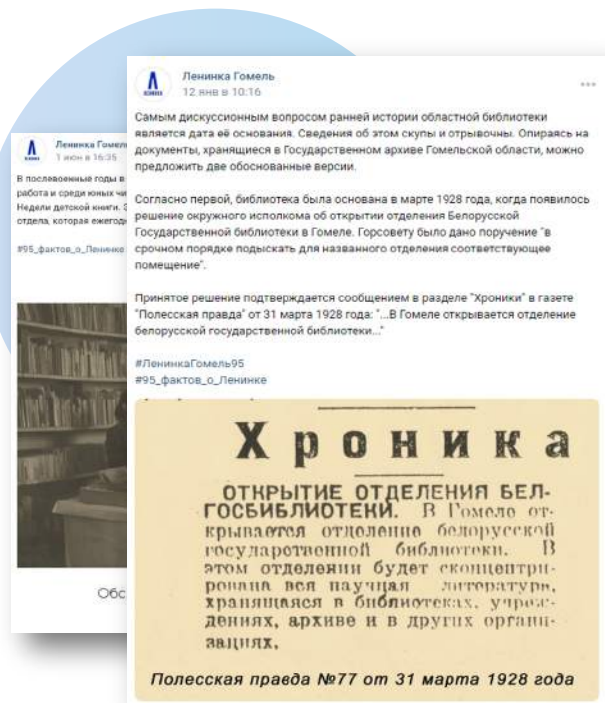 Ленинка Гомель
12 янв в 10:16
Самым дискуссионным вопросом ранней истории областной библиотеки
является дата её основания. Сведения об этом скупы и отрывочны. Опираясь на
документы, хранящиеся в Государственном архиве Гомельской области, можно
предложить две обоснованные версии.
Согласно первой, библиотека была основана в марте 1928 года, когда появилось
решение окружного исполкома об открытии отделения Белорусской
Государственной библиотеки в Гомеле. Горсовету было дано поручение "в
срочном порядке подыскать для названного отделения соответствующее
помещение".
Принятое решение подтверждается сообщением в разделе "Хроники" в газете
"Полесская правда" от 31 марта 1928 года: "...В Гомеле открывается отделение
белорусской государственной библиотеки..."
#ЛенинкаГомель95
#95_фактов_о_Ленинке
Хроника
ОТКРЫТИЕ ОТДЕЛЕНИЯ БЕЛ-
ГОСБИБЛИОТЕКИ. В Гомеле от-
крывается отделение белорусской
государственной библиотеки. В
этом отделении будет сконцентри-
рована вся научная литература,
хранящаяся в библиотеках, учреж-
дениях, архиве и в других органи-
зациях.
Полесская правда №77 от 31 марта 1928 года
Ленинка Гомель
1 июн в 16:35
В послевоенные годы в
работа и среди юных чи
Недели детской книги. 
отдела, которая ежегод
#95_фактов_о_Ленинке
Обс